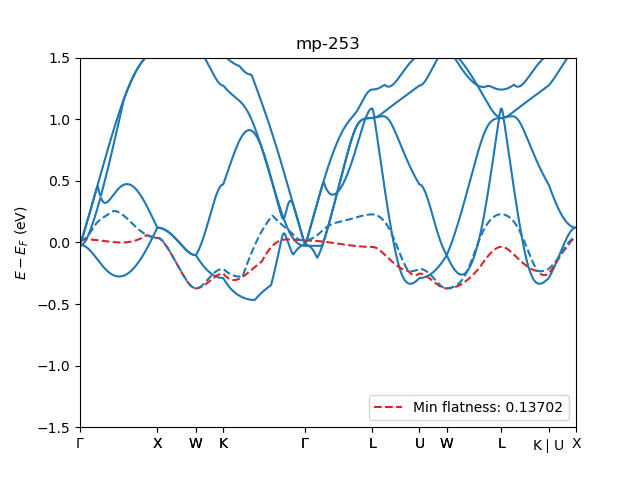 mp-253
E − E_F (eV)
1.5
1.0
0.5
0.0
−0.5
−1.0
−1.5
Min flatness: 0.13702
Γ X W K Γ L U W L K | U X